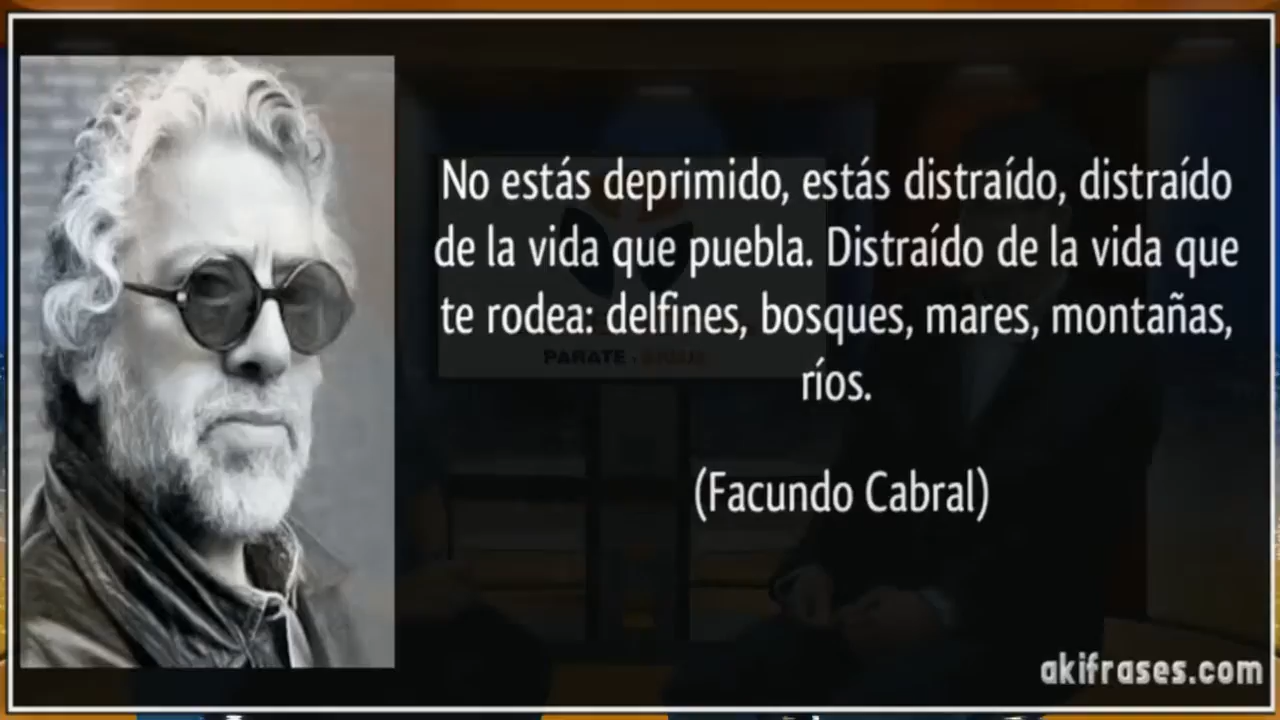 No estás deprimido, estás distraído, distraído
de la vida que puebla. Distraído de la vida que
te rodea: delfines, bosques, mares, montañas,
ríos.
(Facundo Cabral)
PARATE
akifrases.com